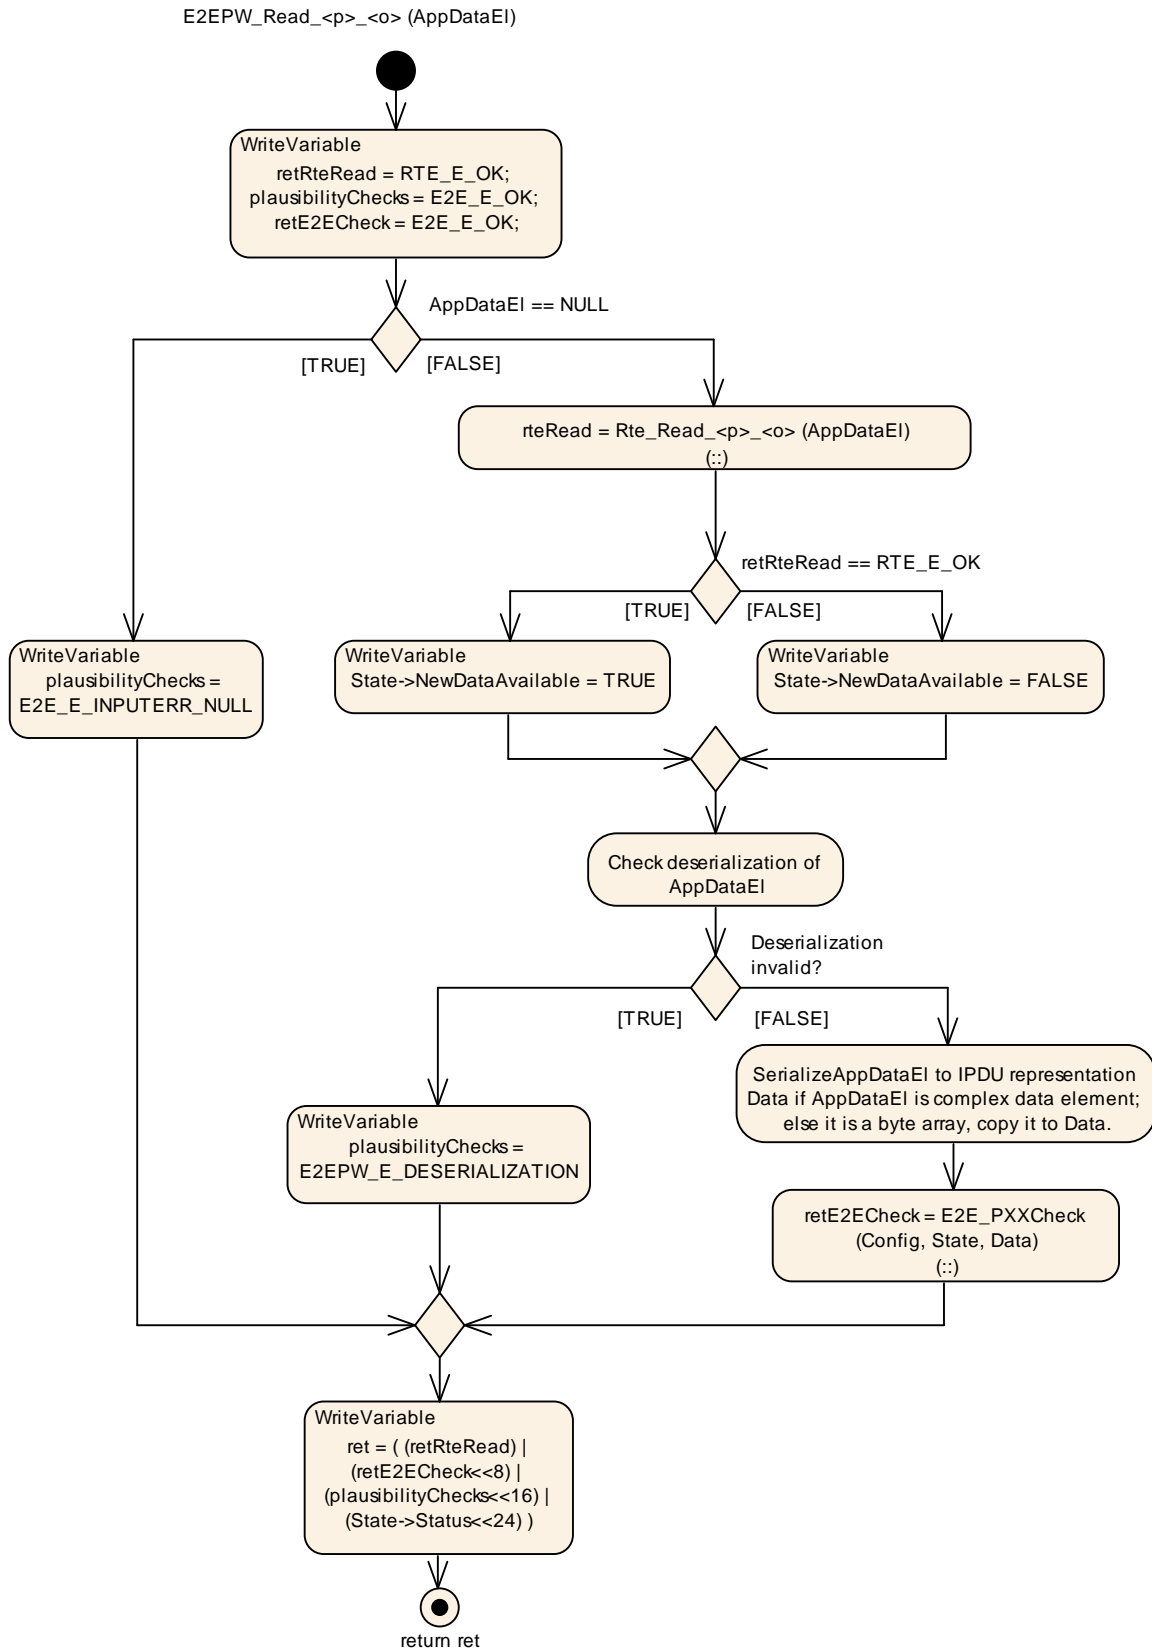 E2EPW_Read_<p>_<o> (AppDataEl)
WriteVariable
retRteRead = RTE_E_OK;
plausibilityChecks = E2E_E_OK;
retE2ECheck = E2E_E_OK;
AppDataEl == NULL
[TRUE]
[FALSE]
rteRead = Rte_Read_<p>_<o> (AppDataEl)
(::)
retRteRead == RTE_E_OK
[TRUE]
[FALSE]
WriteVariable
plausibilityChecks =
E2E_E_INPUTERR_NULL
WriteVariable
State->NewDataAvailable = TRUE
WriteVariable
State->NewDataAvailable = FALSE
Check deserialization of
AppDataEl
Deserialization
invalid?
[TRUE]
[FALSE]
SerializeAppDataEl to IPDU representation
Data if AppDataEl is complex data element;
else it is a byte array, copy it to Data.
WriteVariable
plausibilityChecks =
E2EPW_E_DESERIALIZATION
retE2ECheck = E2E_PXXCheck
(Config, State, Data)
(::)
WriteVariable
ret = ( (retRteRead) |
(retE2ECheck<<8) |
(plausibilityChecks<<16) |
(State->Status<<24) )
return ret